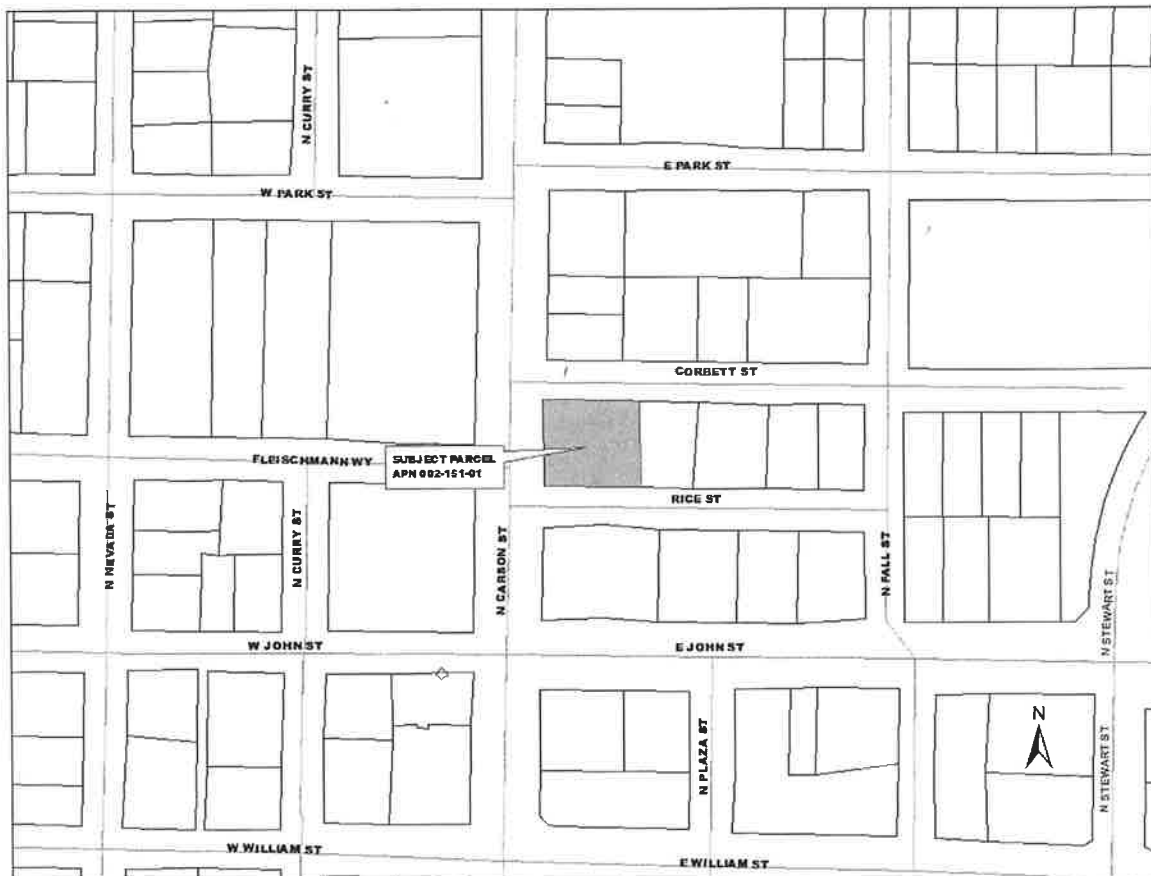 N CURRY ST
E PARK ST
W PARK ST
CORBETT ST
FLEISCHMANN WY
SUBJECT PARCEL
APN 002-151-01
RICE ST
N NEVADA ST
N CURRY ST
N CARSON ST
N FALL ST
N STEWART ST
W JOHN ST
E JOHN ST
N
N PLAZA ST
N STEWART ST
W WILLIAM ST
E WILLIAM ST